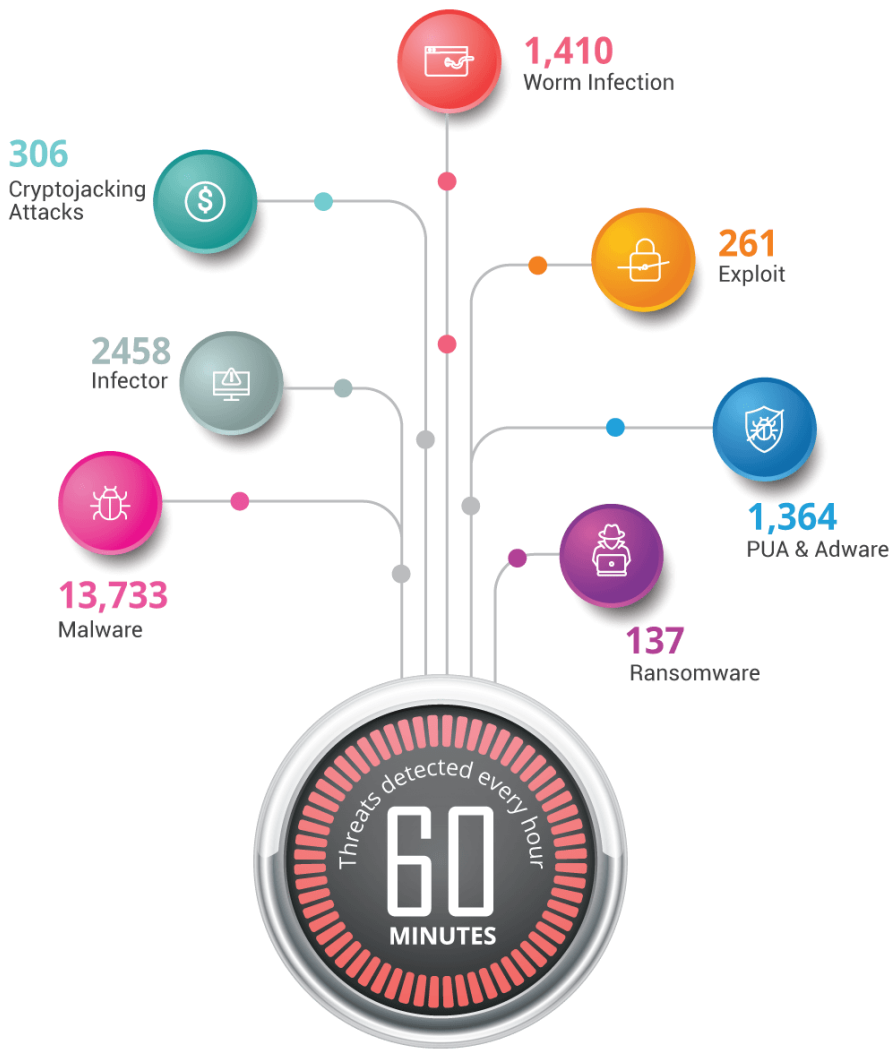 1,410
Worm Infection
306
Cryptojacking
Attacks
$
261
Exploit
2458
Infector
1,364
PUA & Adware
13,733
Malware
137
Ransomware
Threats detected every hour
60
MINUTES